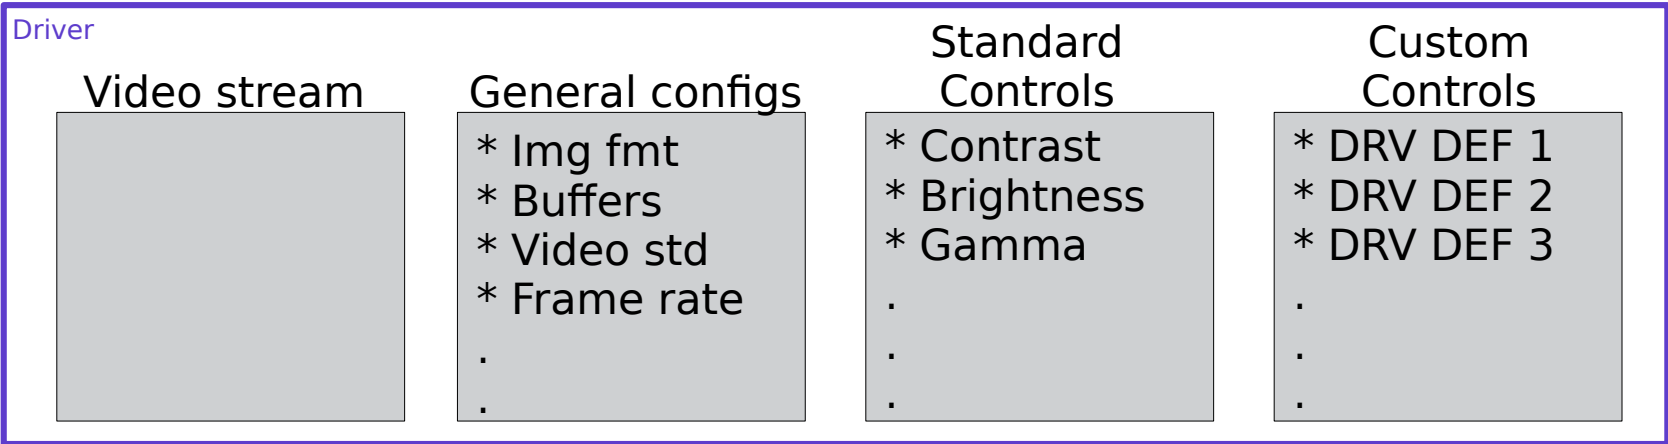 Driver
Video stream
General configs
* Img fmt
* Buffers
* Video std
* Frame rate
.
.
Standard
Controls
* Contrast
* Brightness
* Gamma
.
.
.
Custom
Controls
* DRV DEF 1
* DRV DEF 2
* DRV DEF 3
.
.
.